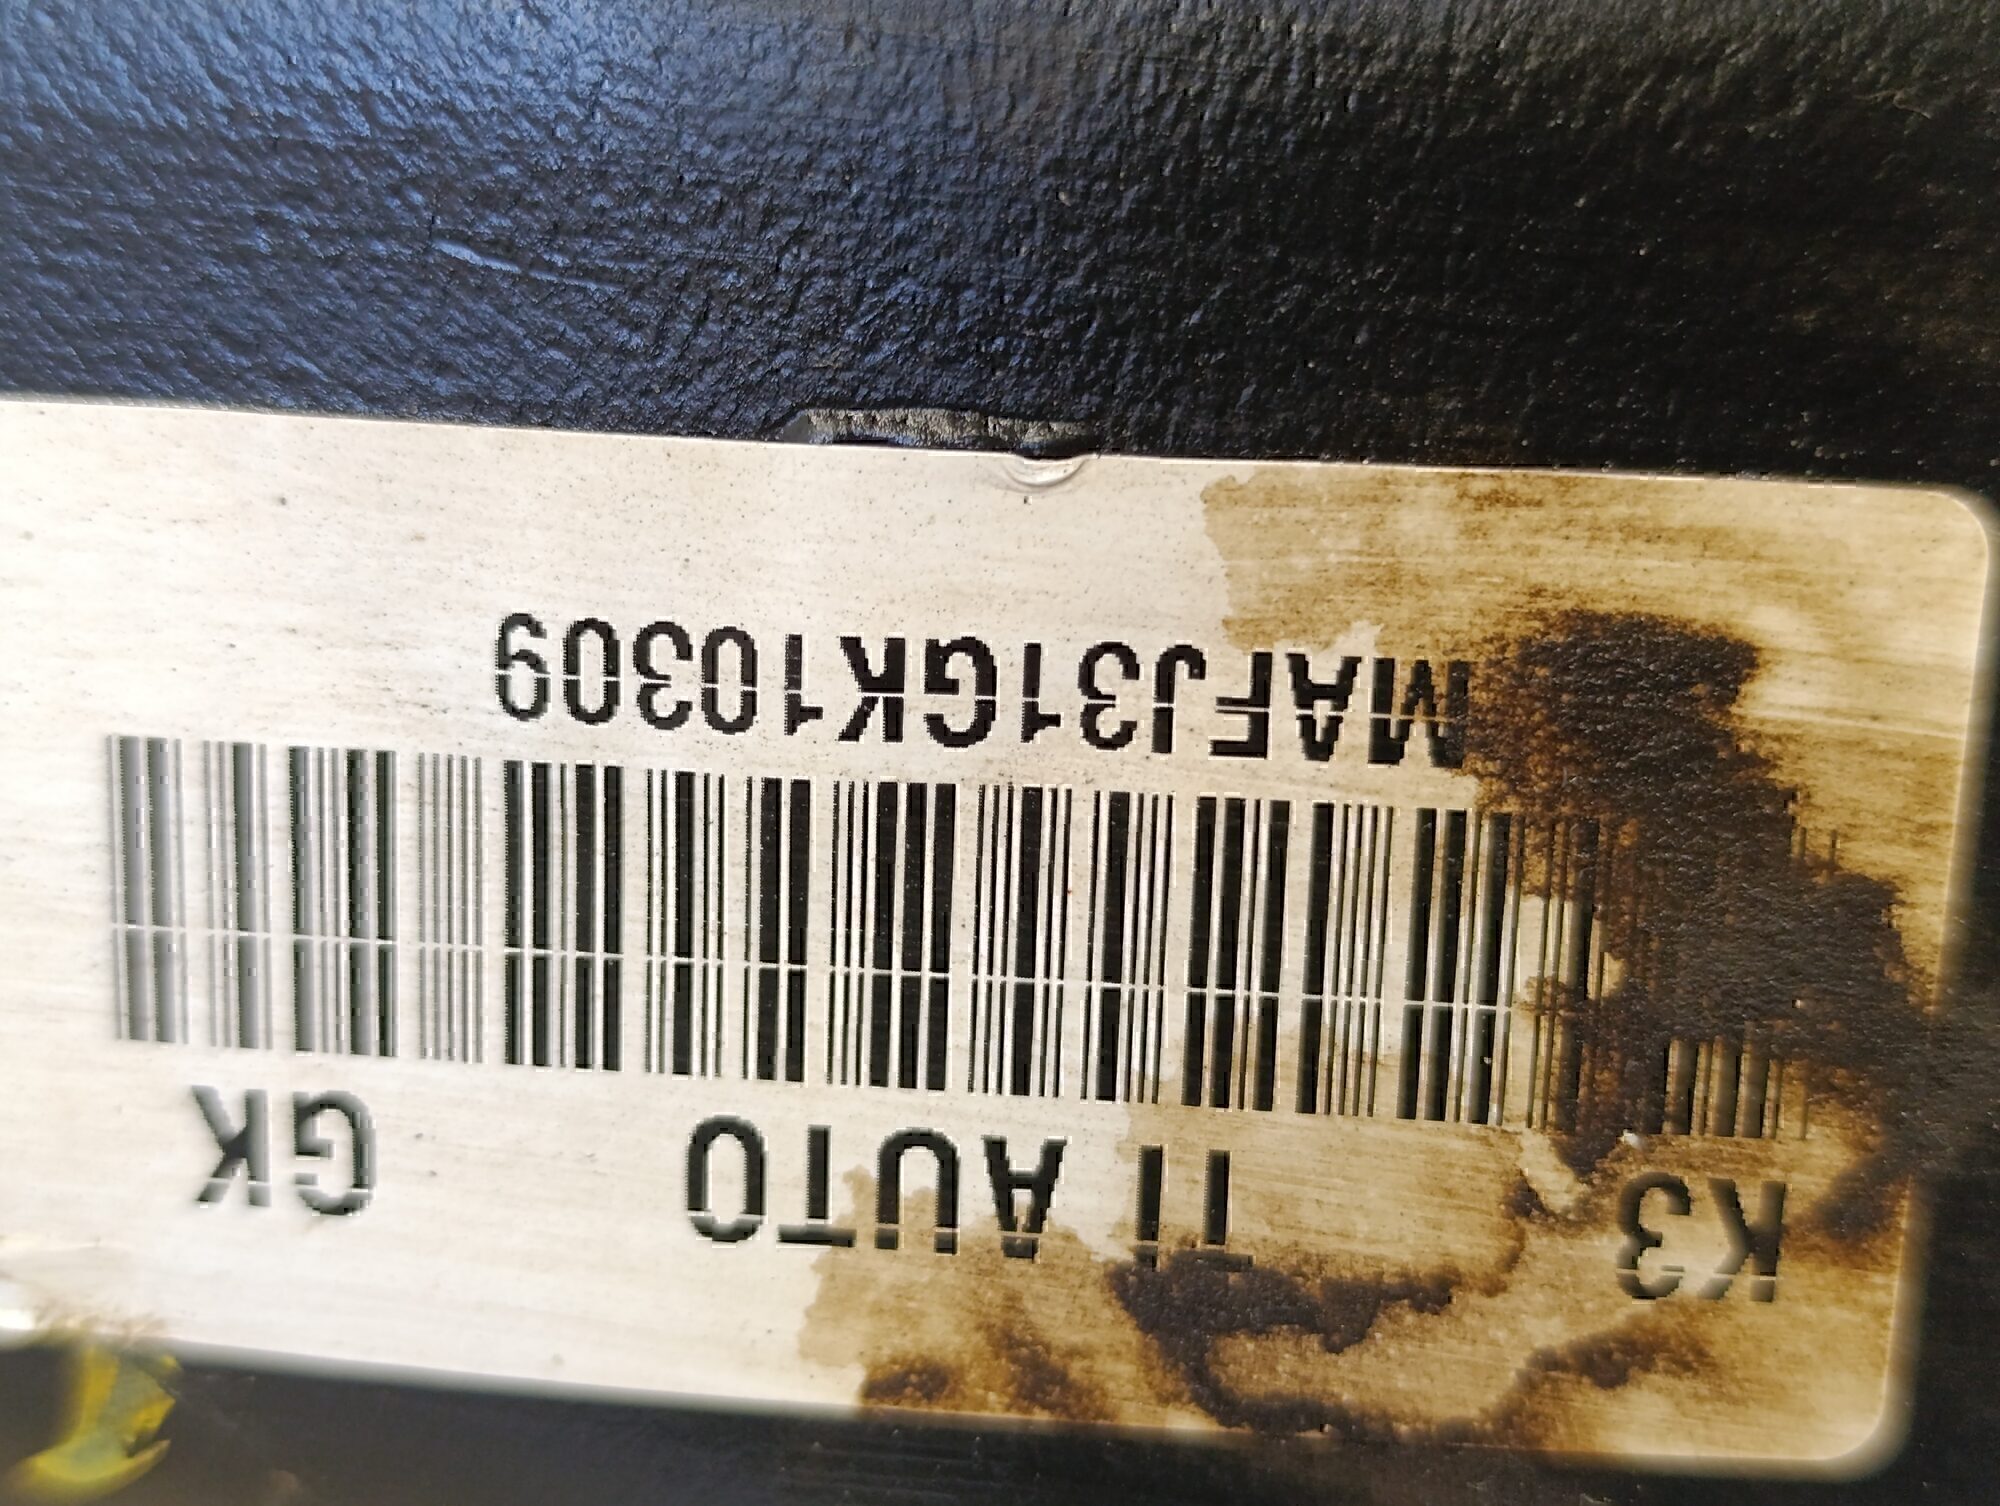 K3 TI AUTO GK
MAFJ31GK10309